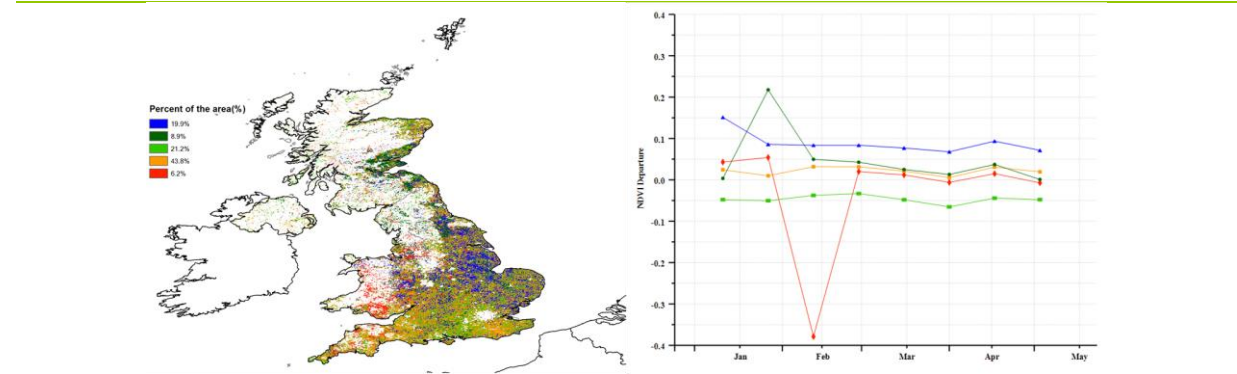 Percent of the area(%)
19.9%
8.9%
21.2%
43.8%
6.2%
NDVI Departure
0.4
0.3
0.2
0.1
0.0
-0.1
-0.2
-0.3
-0.4
Jan
Feb
Mar
Apr
May